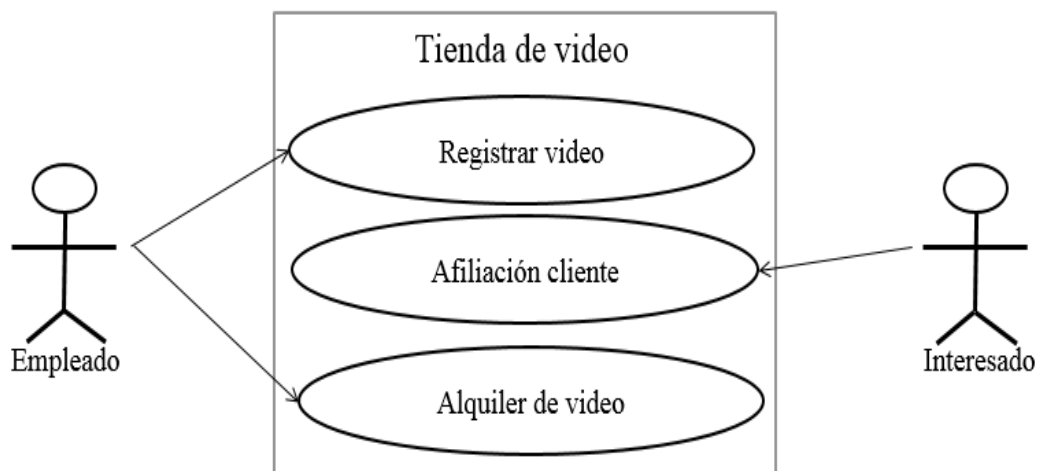 Tienda de video
Registrar video
Afiliación cliente
Alquiler de video
Empleado
Interesado